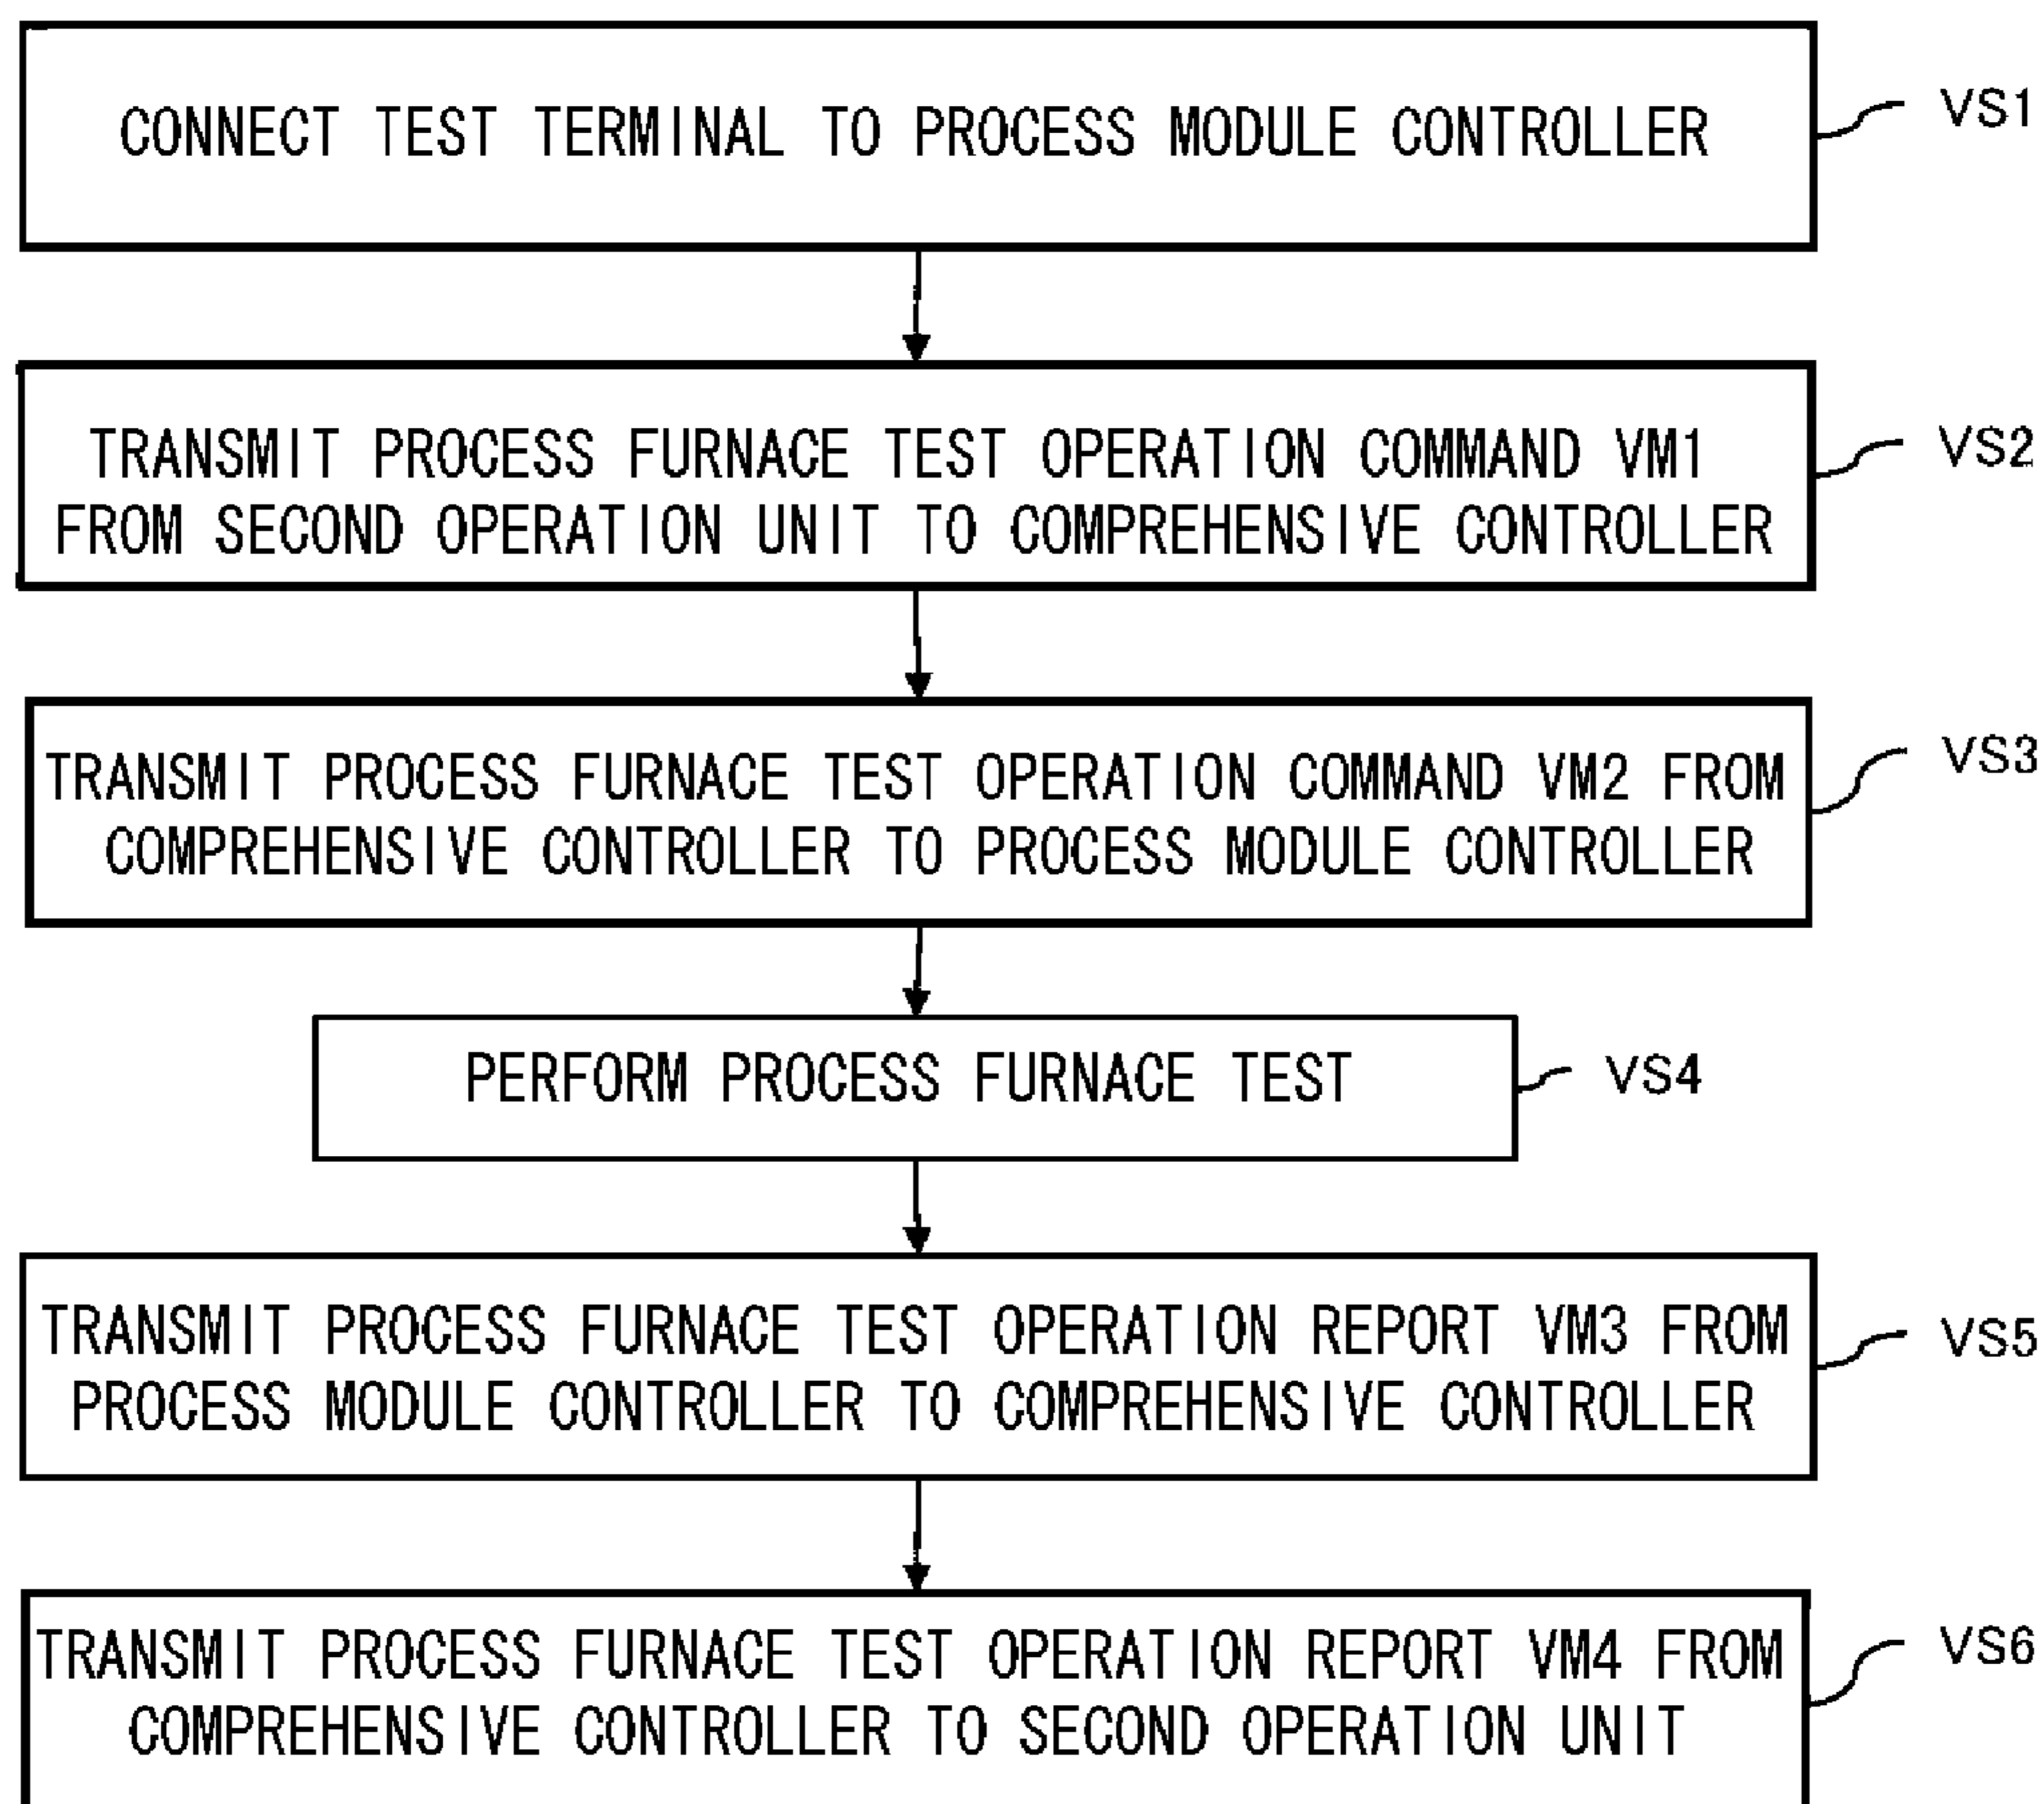 CONNECT TEST TERMINAL TO PROCESS MODULE CONTROLLER
VS1
TRANSMIT PROCESS FURNACE TEST OPERATION COMMAND VM1
FROM SECOND OPERATION UNIT TO COMPREHENSIVE CONTROLLER
VS2
TRANSMIT PROCESS FURNACE TEST OPERATION COMMAND VM2 FROM
COMPREHENSIVE CONTROLLER TO PROCESS MODULE CONTROLLER
VS3
PERFORM PROCESS FURNACE TEST
VS4
TRANSMIT PROCESS FURNACE TEST OPERATION REPORT VM3 FROM
PROCESS MODULE CONTROLLER TO COMPREHENSIVE CONTROLLER
VS5
TRANSMIT PROCESS FURNACE TEST OPERATION REPORT VM4 FROM
COMPREHENSIVE CONTROLLER TO SECOND OPERATION UNIT
VS6